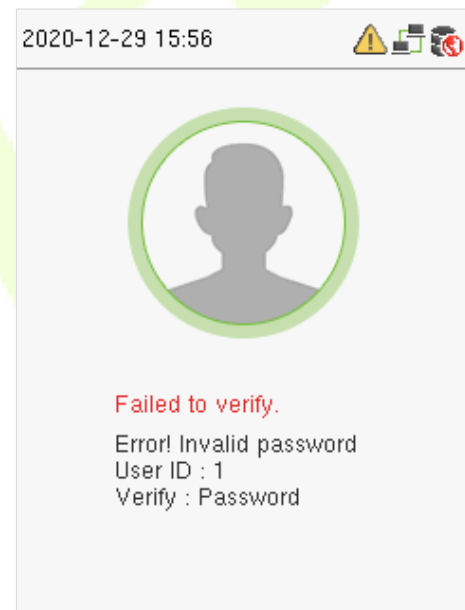 2020-12-29 15:56
Failed to verify.
Error! Invalid password
User ID : 1
Verify : Password